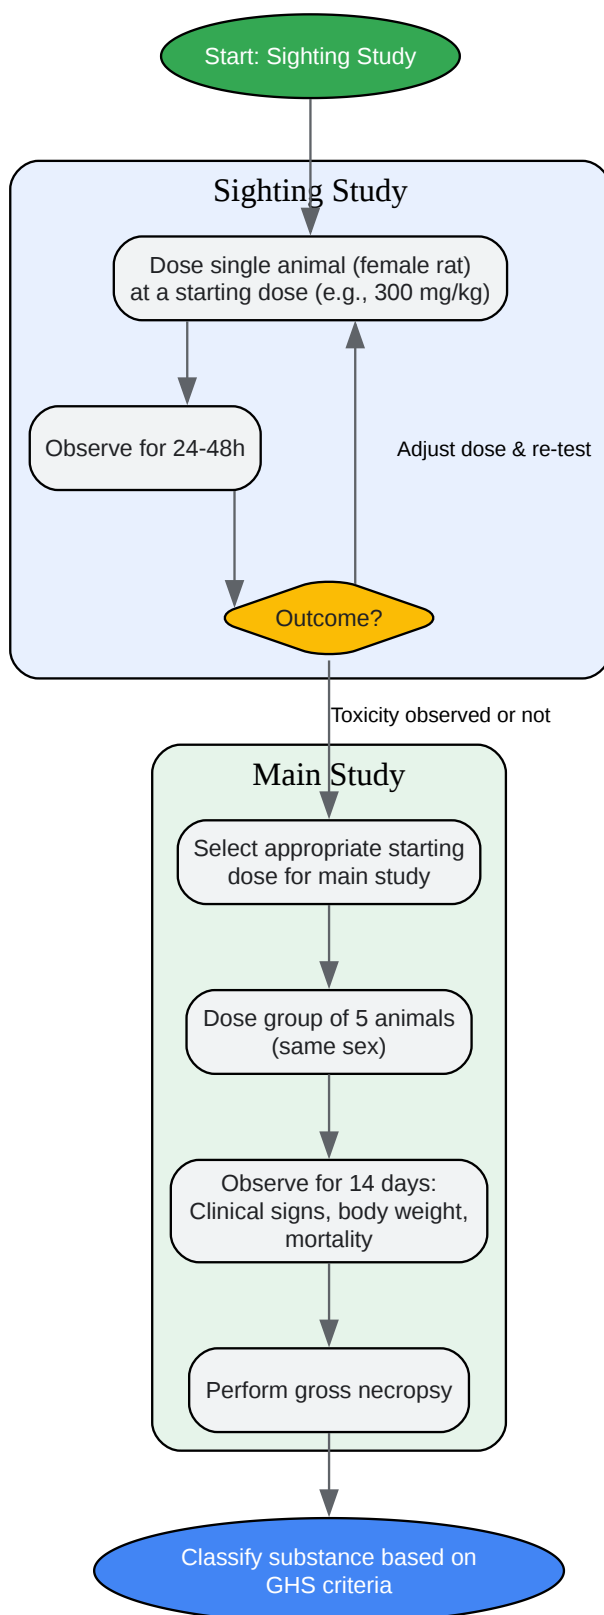 Start: Sighting Study
Sighting Study
Dose single animal (female rat)
at a starting dose (e.g., 300 mg/kg)
Observe for 24-48h
Adjust dose & re-test
Outcome?
Toxicity observed or not
Main Study
Select appropriate starting
dose for main study
Dose group of 5 animals
(same sex)
Observe for 14 days:
Clinical signs, body weight,
mortality
Perform gross necropsy
Classify substance based on
GHS criteria